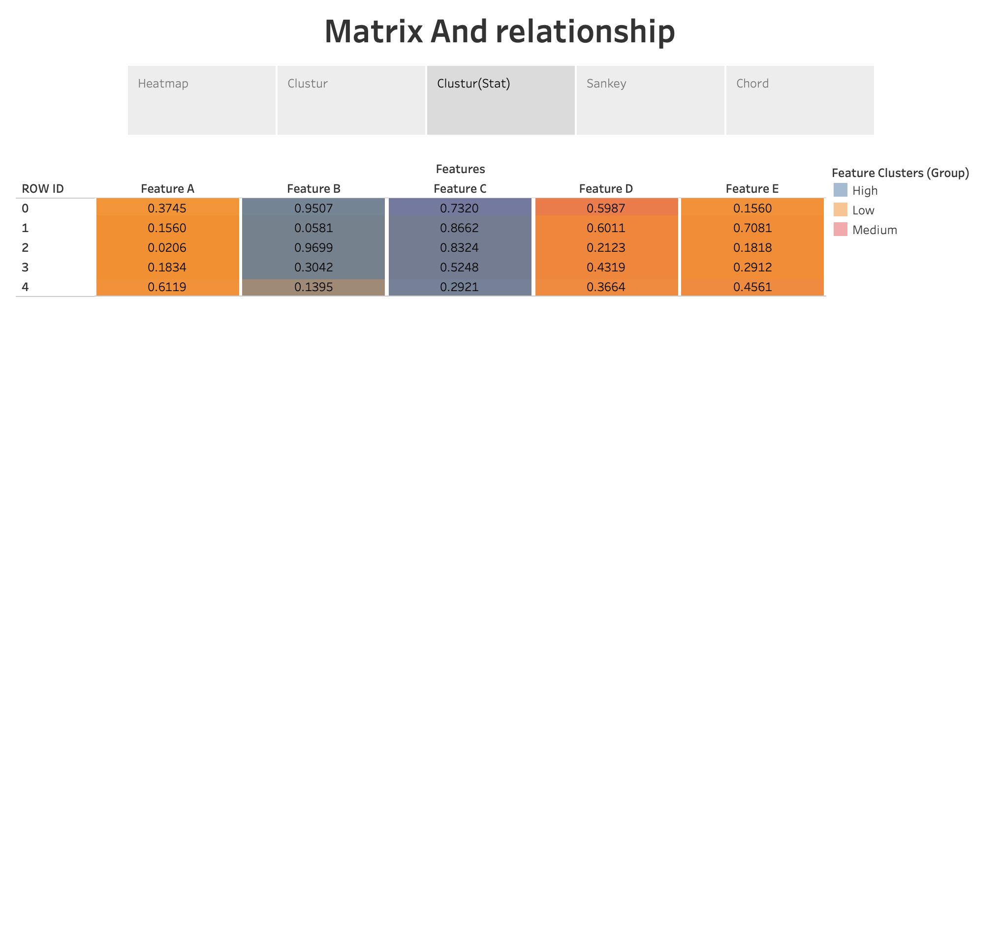 Matrix And relationship
Heatmap Clustur Clustur(Stat) Sankey Chord
Features
ROW ID Feature A Feature B Feature C Feature D Feature E
0 0.3745 0.9507 0.7320 0.5987 0.1560
1 0.1560 0.0581 0.8662 0.6011 0.7081
2 0.0206 0.9699 0.8324 0.2123 0.1818
3 0.1834 0.3042 0.5248 0.4319 0.2912
4 0.6119 0.1395 0.2921 0.3664 0.4561
Feature Clusters (Group)
High
Low
Medium